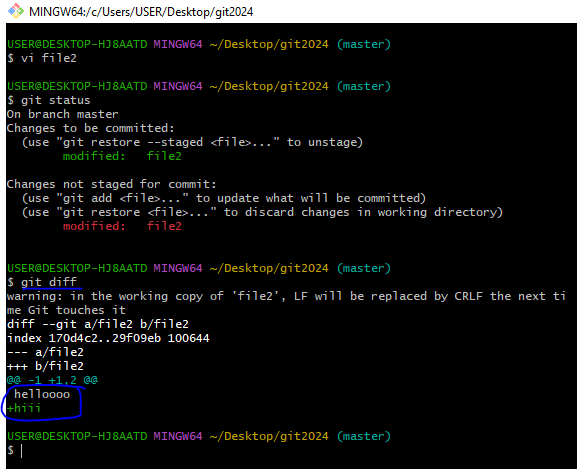 MINGW64:/c/Users/USER/Desktop/git2024
USER@DESKTOP-HJ8AATD MINGW64 ~/Desktop/git2024 (master)
$ vi file2
USER@DESKTOP-HJ8AATD MINGW64 ~/Desktop/git2024 (master)
$ git status
On branch master
Changes to be committed:
  (use "git restore --staged <file>..." to unstage)
        modified:   file2
Changes not staged for commit:
  (use "git add <file>..." to update what will be committed)
  (use "git restore <file>..." to discard changes in working directory)
        modified:   file2
USER@DESKTOP-HJ8AATD MINGW64 ~/Desktop/git2024 (master)
$ git diff
warning: in the working copy of 'file2', LF will be replaced by CRLF the next ti
me Git touches it
diff --git a/file2 b/file2
index 170d4c2..29f09eb 100644
--- a/file2
+++ b/file2
@@ -1 +1,2 @@
 helloooo
+hiii
USER@DESKTOP-HJ8AATD MINGW64 ~/Desktop/git2024 (master)
$